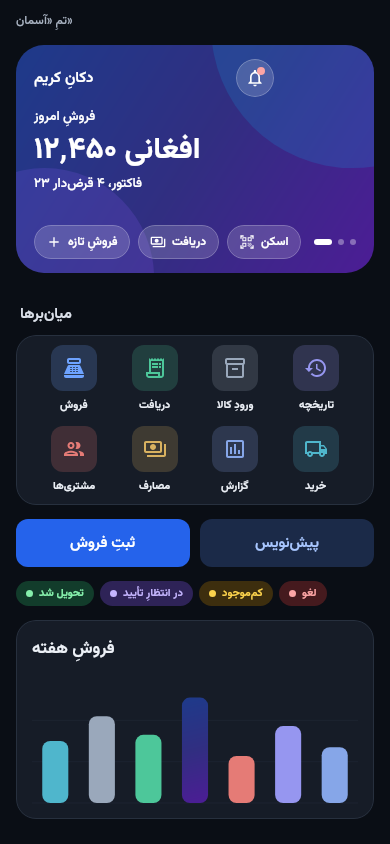 «تمِ «آسمان
دکانِ کریم
فروشِ امروز
۱۲,۴۵۰ افغانی
۲۳ فاکتور، ۴ قرض‌دار
فروشِ تازه
دریافت
اسکن
میان‌برها
فروش
دریافت
ورودِ کالا
تاریخچه
مشتری‌ها
مصارف
گزارش
خرید
ثبتِ فروش
پیش‌نویس
تحویل شد
در انتظارِ تأیید
کم‌موجود
لغو
فروشِ هفته